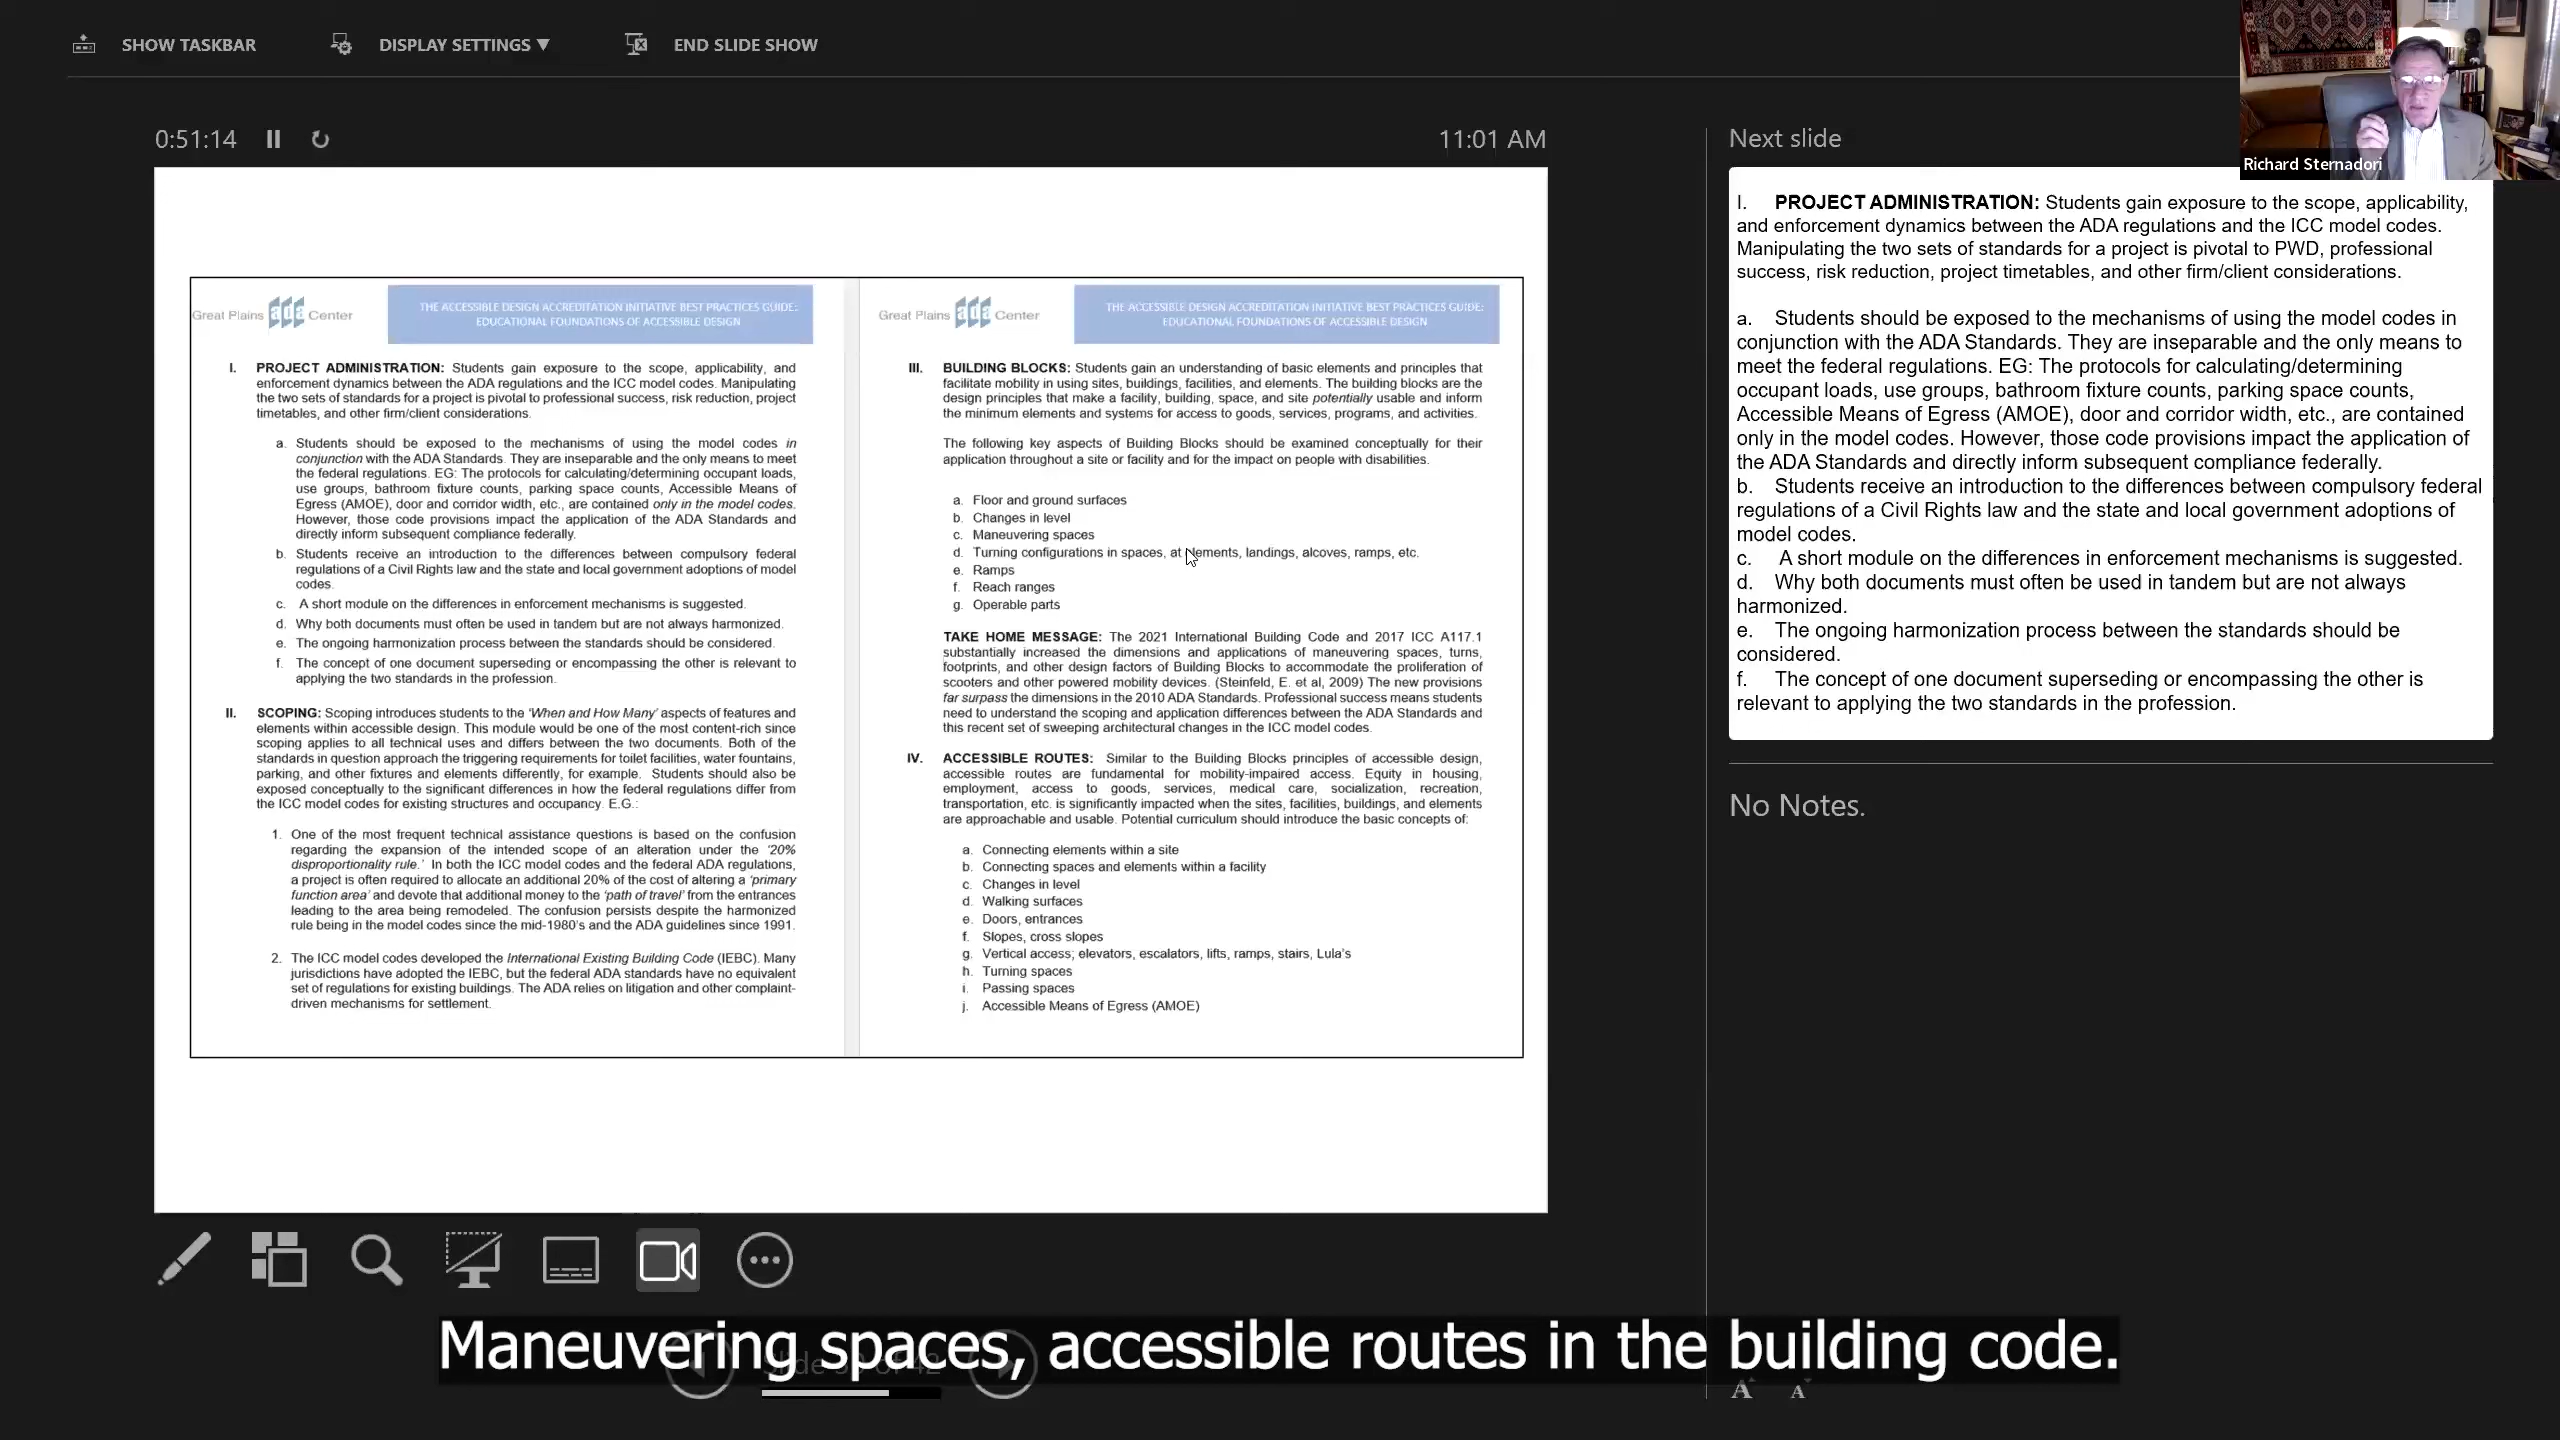 SHOW TASKBAR
DISPLAY SETTINGS ▼
END SLIDE SHOW
Richard Sternadori
0:51:14
11:01 AM
Great Plains ada Center
THE ACCESSIBLE DESIGN ACCREDITATION INITIATIVE BEST PRACTICES GUIDE:
EDUCATIONAL FOUNDATIONS OF ACCESSIBLE DESIGN
I. PROJECT ADMINISTRATION: Students gain exposure to the scope, applicability, and
enforcement dynamics between the ADA regulations and the ICC model codes. Manipulating
the two sets of standards for a project is pivotal to professional success, risk reduction, project
timetables, and other firm/client considerations.
a. Students should be exposed to the mechanisms of using the model codes in
conjunction with the ADA Standards. They are inseparable and the only means to meet
the federal regulations. EG: The protocols for calculating/determining occupant loads,
use groups, bathroom fixture counts, parking space counts, Accessible Means of
Egress (AMOE), door and corridor width, etc., are contained only in the model codes.
However, those code provisions impact the application of the ADA Standards and
directly inform subsequent compliance federally.
b. Students receive an introduction to the differences between compulsory federal
regulations of a Civil Rights law and the state and local government adoptions of model
codes.
c. A short module on the differences in enforcement mechanisms is suggested.
d. Why both documents must often be used in tandem but are not always harmonized.
e. The ongoing harmonization process between the standards should be considered.
f. The concept of one document superseding or encompassing the other is relevant to
applying the two standards in the profession.
II. SCOPING: Scoping introduces students to the 'When and How Many' aspects of features and
elements within accessible design. This module would be one of the most content-rich since
scoping applies to all technical uses and differs between the two documents. Both of the
standards in question approach the triggering requirements for toilet facilities, water fountains,
parking, and other fixtures and elements differently, for example. Students should also be
exposed conceptually to the significant differences in how the federal regulations differ from
the ICC model codes for existing structures and occupancy. E.G.:
1. One of the most frequent technical assistance questions is based on the confusion
regarding the expansion of the intended scope of an alteration under the '20%
disproportionality rule.' In both the ICC model codes and the federal ADA regulations,
a project is often required to allocate an additional 20% of the cost of altering a 'primary
function area' and devote that additional money to the 'path of travel' from the entrances
leading to the area being remodeled. The confusion persists despite the harmonized
rule being in the model codes since the mid-1980's and the ADA guidelines since 1991.
2. The ICC model codes developed the International Existing Building Code (IEBC). Many
jurisdictions have adopted the IEBC, but the federal ADA standards have no equivalent
set of regulations for existing buildings. The ADA relies on litigation and other complaint-
driven mechanisms for settlement.
Great Plains ada Center
THE ACCESSIBLE DESIGN ACCREDITATION INITIATIVE BEST PRACTICES GUIDE:
EDUCATIONAL FOUNDATIONS OF ACCESSIBLE DESIGN
III. BUILDING BLOCKS: Students gain an understanding of basic elements and principles that
facilitate mobility in using sites, buildings, facilities, and elements. The building blocks are the
design principles that make a facility, building, space, and site potentially usable and inform
the minimum elements and systems for access to goods, services, programs, and activities.
The following key aspects of Building Blocks should be examined conceptually for their
application throughout a site or facility and for the impact on people with disabilities.
a. Floor and ground surfaces
b. Changes in level
c. Maneuvering spaces
d. Turning configurations in spaces, at elements, landings, alcoves, ramps, etc.
e. Ramps
f. Reach ranges
g. Operable parts
TAKE HOME MESSAGE: The 2021 International Building Code and 2017 ICC A117.1
substantially increased the dimensions and applications of maneuvering spaces, turns,
footprints, and other design factors of Building Blocks to accommodate the proliferation of
scooters and other powered mobility devices. (Steinfeld, E. et al, 2009) The new provisions
far surpass the dimensions in the 2010 ADA Standards. Professional success means students
need to understand the scoping and application differences between the ADA Standards and
this recent set of sweeping architectural changes in the ICC model codes.
IV. ACCESSIBLE ROUTES: Similar to the Building Blocks principles of accessible design,
accessible routes are fundamental for mobility-impaired access. Equity in housing,
employment, access to goods, services, medical care, socialization, recreation,
transportation, etc. is significantly impacted when the sites, facilities, buildings, and elements
are approachable and usable. Potential curriculum should introduce the basic concepts of:
a. Connecting elements within a site
b. Connecting spaces and elements within a facility
c. Changes in level
d. Walking surfaces
e. Doors, entrances
f. Slopes, cross slopes
g. Vertical access; elevators, escalators, lifts, ramps, stairs, Lula's
h. Turning spaces
i. Passing spaces
j. Accessible Means of Egress (AMOE)
Next slide
I. PROJECT ADMINISTRATION: Students gain exposure to the scope, applicability,
and enforcement dynamics between the ADA regulations and the ICC model codes.
Manipulating the two sets of standards for a project is pivotal to PWD, professional
success, risk reduction, project timetables, and other firm/client considerations.
a. Students should be exposed to the mechanisms of using the model codes in
conjunction with the ADA Standards. They are inseparable and the only means to
meet the federal regulations. EG: The protocols for calculating/determining
occupant loads, use groups, bathroom fixture counts, parking space counts,
Accessible Means of Egress (AMOE), door and corridor width, etc., are contained
only in the model codes. However, those code provisions impact the application of
the ADA Standards and directly inform subsequent compliance federally.
b. Students receive an introduction to the differences between compulsory federal
regulations of a Civil Rights law and the state and local government adoptions of
model codes.
c. A short module on the differences in enforcement mechanisms is suggested.
d. Why both documents must often be used in tandem but are not always
harmonized.
e. The ongoing harmonization process between the standards should be
considered.
f. The concept of one document superseding or encompassing the other is
relevant to applying the two standards in the profession.
No Notes.
Maneuvering spaces, accessible routes in the building code.
A A